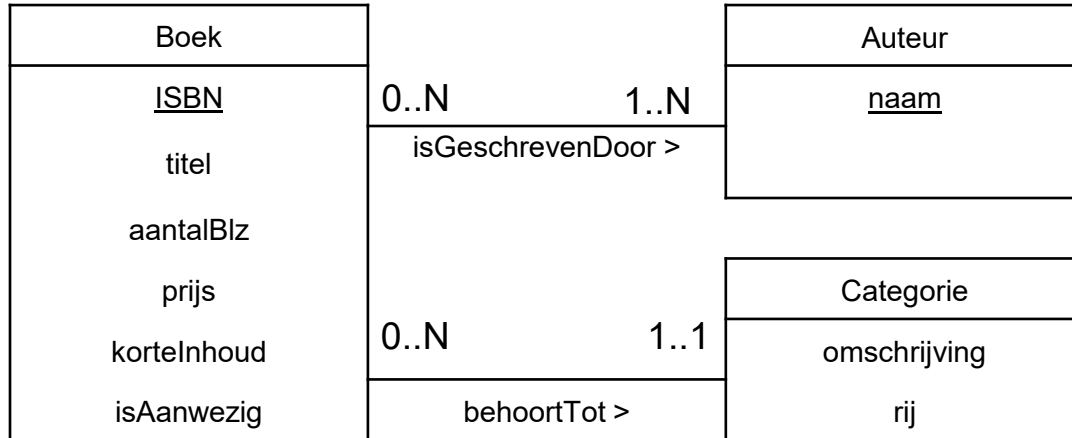 Boek
ISBN
titel
aantalBlz
prijs
korteInhoud
isAanwezig
0..N 1..N
isGeschrevenDoor >
Auteur
naam
0..N 1..1
behoortTot >
Categorie
omschrijving
rij